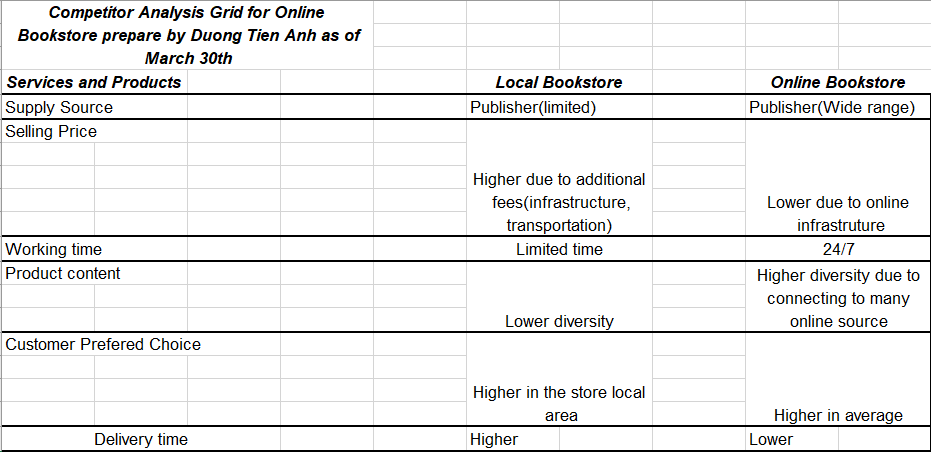 Competitor Analysis Grid for Online
Bookstore prepare by Duong Tien Anh as of
March 30th
Services and Products Local Bookstore Online Bookstore
Supply Source Publisher(limited) Publisher(Wide range)
Selling Price
Higher due to additional
fees(infrastructure,
transportation)
Lower due to online
infrastruture
Working time Limited time 24/7
Product content
Lower diversity
Higher diversity due to
connecting to many
online source
Customer Prefered Choice
Higher in the store local
area
Higher in average
Delivery time Higher Lower